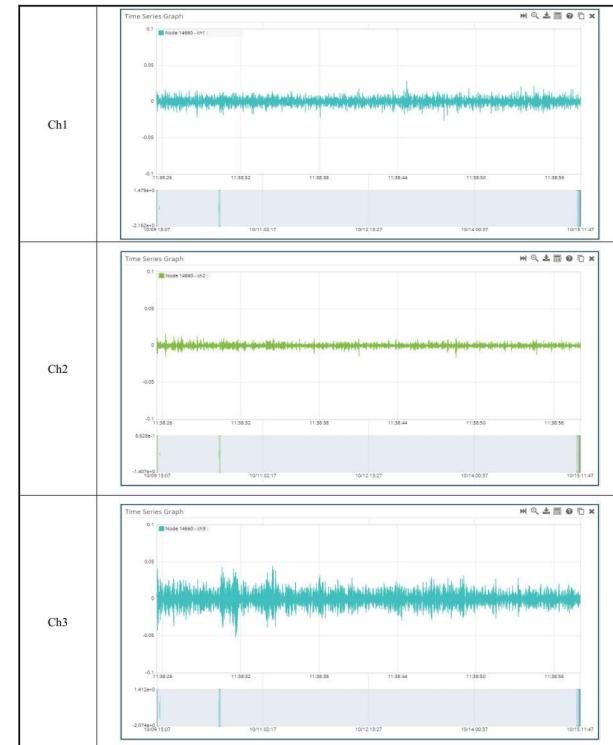 Ch1
Time Series Graph
Node 14660 - ch1 :
0.1
0.05
0
-0.05
-0.1
11:38:26 11:38:32 11:38:38 11:38:44 11:38:50 11:38:56
1.479e+0
-2.162e+0
10/09 15:07 10/11 02:17 10/12 13:27 10/14 00:37 10/15 11:47
Ch2
Time Series Graph
Node 14660 - ch2 :
0.1
0.05
0
-0.05
-0.1
11:38:26 11:38:32 11:38:38 11:38:44 11:38:50 11:38:56
10/09 15:07 10/11 02:17 10/12 13:27 10/14 00:37 10/15 11:47
Ch3
Time Series Graph
Node 14660 - ch3 :
0.1
0.05
0
-0.05
-0.1
11:38:26 11:38:32 11:38:38 11:38:44 11:38:50 11:38:56
1.412e+0
-2.074e+0
10/09 15:07 10/11 02:17 10/12 13:27 10/14 00:37 10/15 11:47